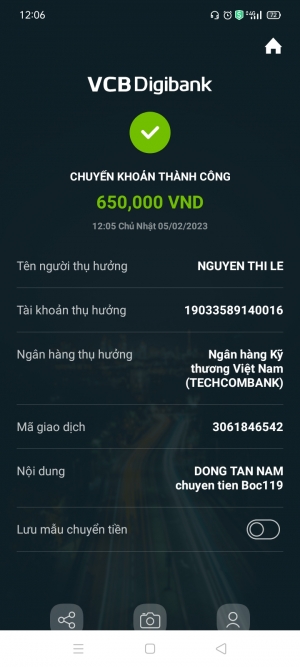 12:06
72
VCBDigibank
CHUYỂN KHOẢN THÀNH CÔNG
650,000 VND
12:05 Chủ Nhật 05/02/2023
Tên người thụ hưởng
NGUYEN THI LE
Tài khoản thụ hưởng
19033589140016
Ngân hàng thụ hưởng
Ngân hàng Kỹ
thương Việt Nam
(TECHCOMBANK)
Mã giao dịch
3061846542
Nội dung
DONG TAN NAM
chuyen tien Boc119
Lưu mẫu chuyển tiền